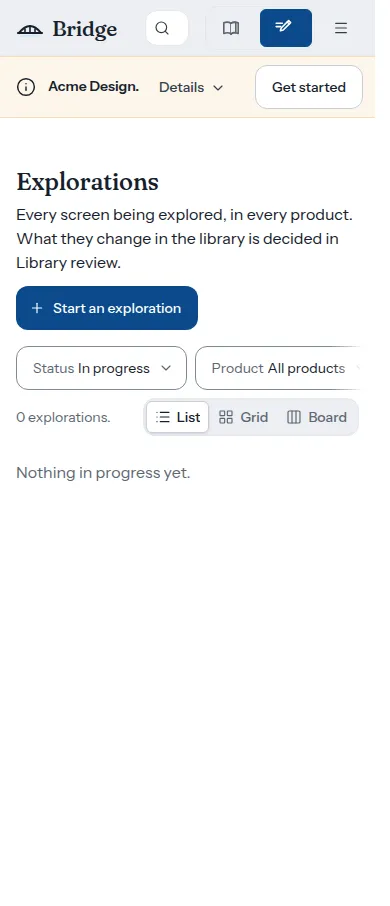 Bridge
Acme Design. Details Get started
Explorations
Every screen being explored, in every product.
What they change in the library is decided in
Library review.
Start an exploration
Status In progress Product All products
0 explorations. List Grid Board
Nothing in progress yet.